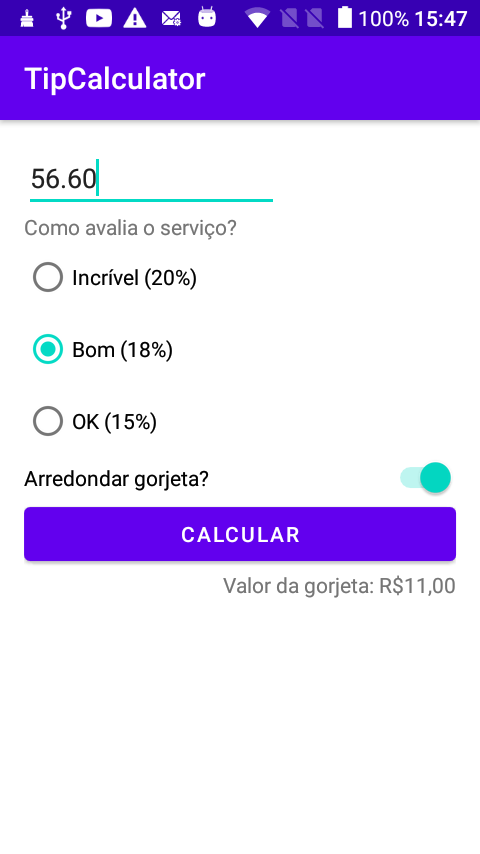 100% 15:47
TipCalculator
56.60
Como avalia o serviço?
Incrível (20%)
Bom (18%)
OK (15%)
Arredondar gorjeta?
CALCULAR
Valor da gorjeta: R$11,00